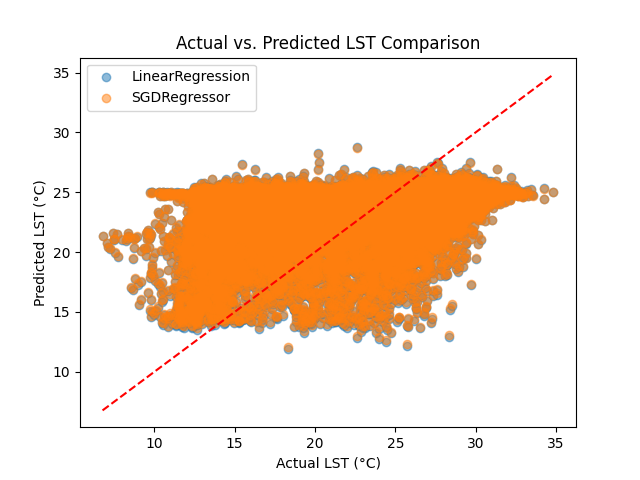 Actual vs. Predicted LST Comparison
LinearRegression
SGDRegressor
Predicted LST (°C)
35
30
25
20
15
10
10 15 20 25 30 35
Actual LST (°C)